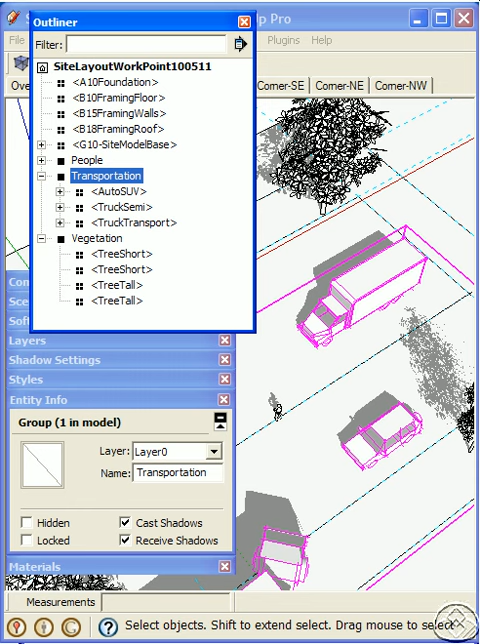 Outliner
S
p Pro
File
Plugins
Help
Filter:
SiteLayoutWorkPoint100511
<A10Foundation>
<B10FramingFloor>
<B15FramingWalls>
<B18FramingRoof>
<G10-SiteModelBase>
People
Transportation
<AutoSUV>
<TruckSemi>
<TruckTransport>
Vegetation
<TreeShort>
<TreeShort>
<TreeTall>
<TreeTall>
Ove
Corner-SE
Corner-NE
Corner-NW
Con
Sce
Soft
Layers
Shadow Settings
Styles
Entity Info
Group (1 in model)
Layer: Layer0
Name: Transportation
Hidden
Cast Shadows
Locked
Receive Shadows
Materials
Measurements
Select objects. Shift to extend select. Drag mouse to select